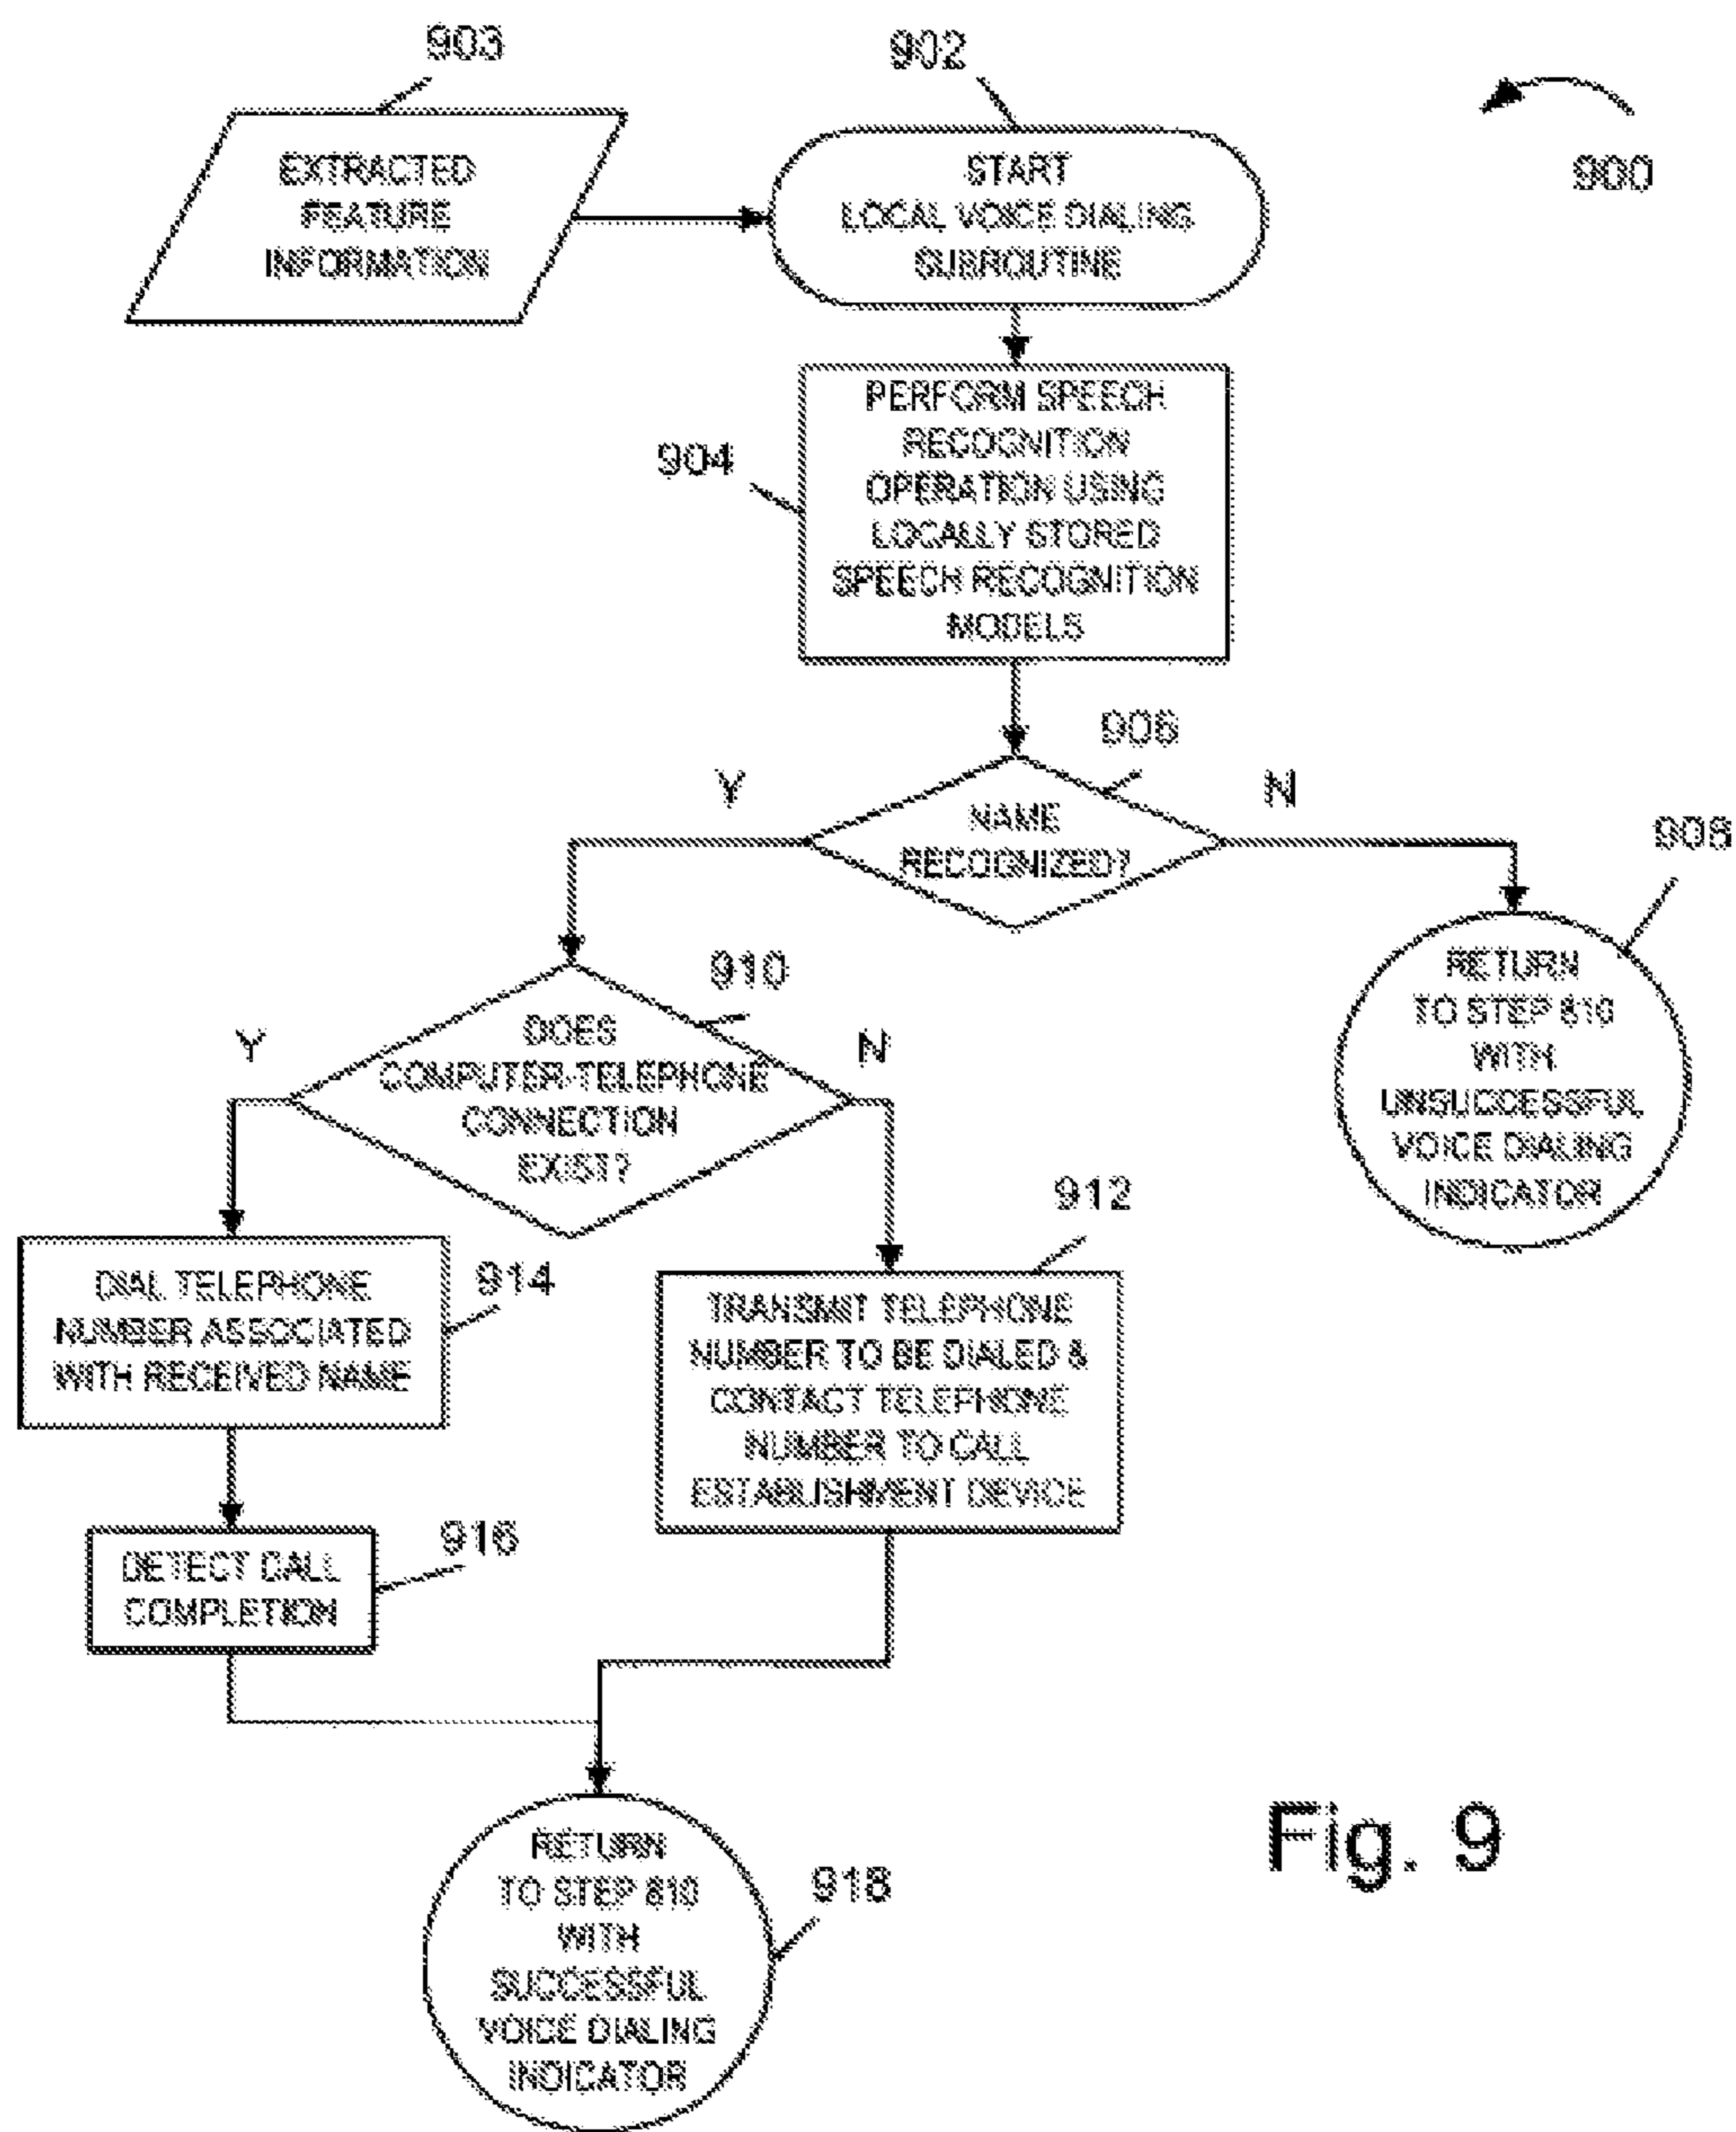 903
902
900
EXTRACTED
FEATURE
INFORMATION
START
LOCAL VOICE DIALING
SUBROUTINE
904
PERFORM SPEECH
RECOGNITION
OPERATION USING
LOCALLY STORED
SPEECH RECOGNITION
MODELS
906
Y
N
NAME
RECOGNIZED?
908
RETURN
TO STEP 810
WITH
UNSUCCESSFUL
VOICE DIALING
INDICATOR
910
Y
N
DOES
COMPUTER-TELEPHONE
CONNECTION
EXIST?
914
DIAL TELEPHONE
NUMBER ASSOCIATED
WITH RECEIVED NAME
912
TRANSMIT TELEPHONE
NUMBER TO BE DIALED &
CONTACT TELEPHONE
NUMBER TO CALL
ESTABLISHMENT DEVICE
916
DETECT CALL
COMPLETION
918
RETURN
TO STEP 810
WITH
SUCCESSFUL
VOICE DIALING
INDICATOR
Fig. 9